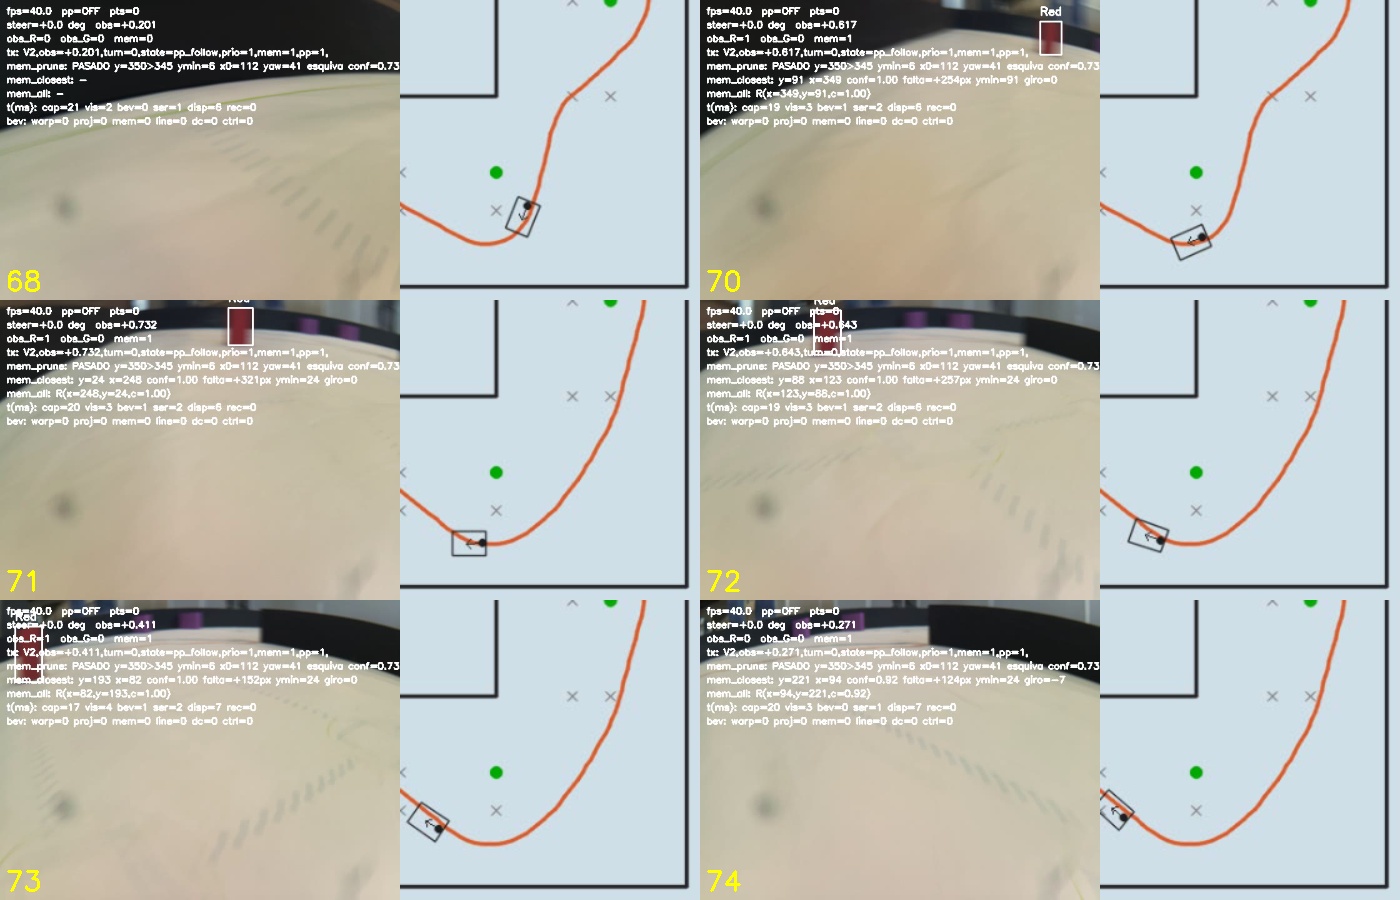 fps=40.0 pp=OFF pts=0
steer=+0.0 deg obs=+0.201
obs_R=0 obs_G=0 mem=0
tx: V2,obs=+0.201,turn=0,state=pp_follow,prio=1,mem=1,pp=1,
mem_prune: PASADO y=350>345 ymin=6 x0=112 yaw=41 esquiva conf=0.73
mem_closest: -
mem_all: -
t(ms): cap=21 vis=2 bev=0 ser=1 disp=6 rec=0
bev: warp=0 proj=0 mem=0 line=0 dc=0 ctrl=0
68
fps=40.0 pp=OFF pts=0
steer=+0.0 deg obs=+0.617
obs_R=1 obs_G=0 mem=1
Red
tx: V2,obs=+0.617,turn=0,state=pp_follow,prio=1,mem=1,pp=1,
mem_prune: PASADO y=350>345 ymin=6 x0=112 yaw=41 esquiva conf=0.73
mem_closest: y=91 x=349 conf=1.00 falta=+254px ymin=91 giro=0
mem_all: R(x=349,y=91,c=1.00)
t(ms): cap=19 vis=3 bev=1 ser=2 disp=6 rec=0
bev: warp=0 proj=0 mem=0 line=0 dc=0 ctrl=0
70
Red
fps=40.0 pp=OFF pts=0
steer=+0.0 deg obs=+0.732
obs_R=1 obs_G=0 mem=1
tx: V2,obs=+0.732,turn=0,state=pp_follow,prio=1,mem=1,pp=1,
mem_prune: PASADO y=350>345 ymin=6 x0=112 yaw=41 esquiva conf=0.73
mem_closest: y=24 x=248 conf=1.00 falta=+321px ymin=24 giro=0
mem_all: R(x=248,y=24,c=1.00)
t(ms): cap=20 vis=3 bev=1 ser=2 disp=6 rec=0
bev: warp=0 proj=0 mem=0 line=0 dc=0 ctrl=0
71
Red
fps=40.0 pp=OFF pts=0
steer=+0.0 deg obs=+0.643
obs_R=1 obs_G=0 mem=1
tx: V2,obs=+0.643,turn=0,state=pp_follow,prio=1,mem=1,pp=1,
mem_prune: PASADO y=350>345 ymin=6 x0=112 yaw=41 esquiva conf=0.73
mem_closest: y=88 x=123 conf=1.00 falta=+257px ymin=24 giro=0
mem_all: R(x=123,y=88,c=1.00)
t(ms): cap=19 vis=3 bev=1 ser=2 disp=6 rec=0
bev: warp=0 proj=0 mem=0 line=0 dc=0 ctrl=0
72
fps=40.0 pp=OFF pts=0
Red
steer=+0.0 deg obs=+0.411
obs_R=1 obs_G=0 mem=1
tx: V2,obs=+0.411,turn=0,state=pp_follow,prio=1,mem=1,pp=1,
mem_prune: PASADO y=350>345 ymin=6 x0=112 yaw=41 esquiva conf=0.73
mem_closest: y=193 x=82 conf=1.00 falta=+152px ymin=24 giro=0
mem_all: R(x=82,y=193,c=1.00)
t(ms): cap=17 vis=4 bev=1 ser=2 disp=7 rec=0
bev: warp=0 proj=0 mem=0 line=0 dc=0 ctrl=0
73
fps=40.0 pp=OFF pts=0
steer=+0.0 deg obs=+0.271
obs_R=0 obs_G=0 mem=1
tx: V2,obs=+0.271,turn=0,state=pp_follow,prio=1,mem=1,pp=1,
mem_prune: PASADO y=350>345 ymin=6 x0=112 yaw=41 esquiva conf=0.73
mem_closest: y=221 x=94 conf=0.92 falta=+124px ymin=24 giro=-7
mem_all: R(x=94,y=221,c=0.92)
t(ms): cap=20 vis=3 bev=0 ser=1 disp=7 rec=0
bev: warp=0 proj=0 mem=0 line=0 dc=0 ctrl=0
74